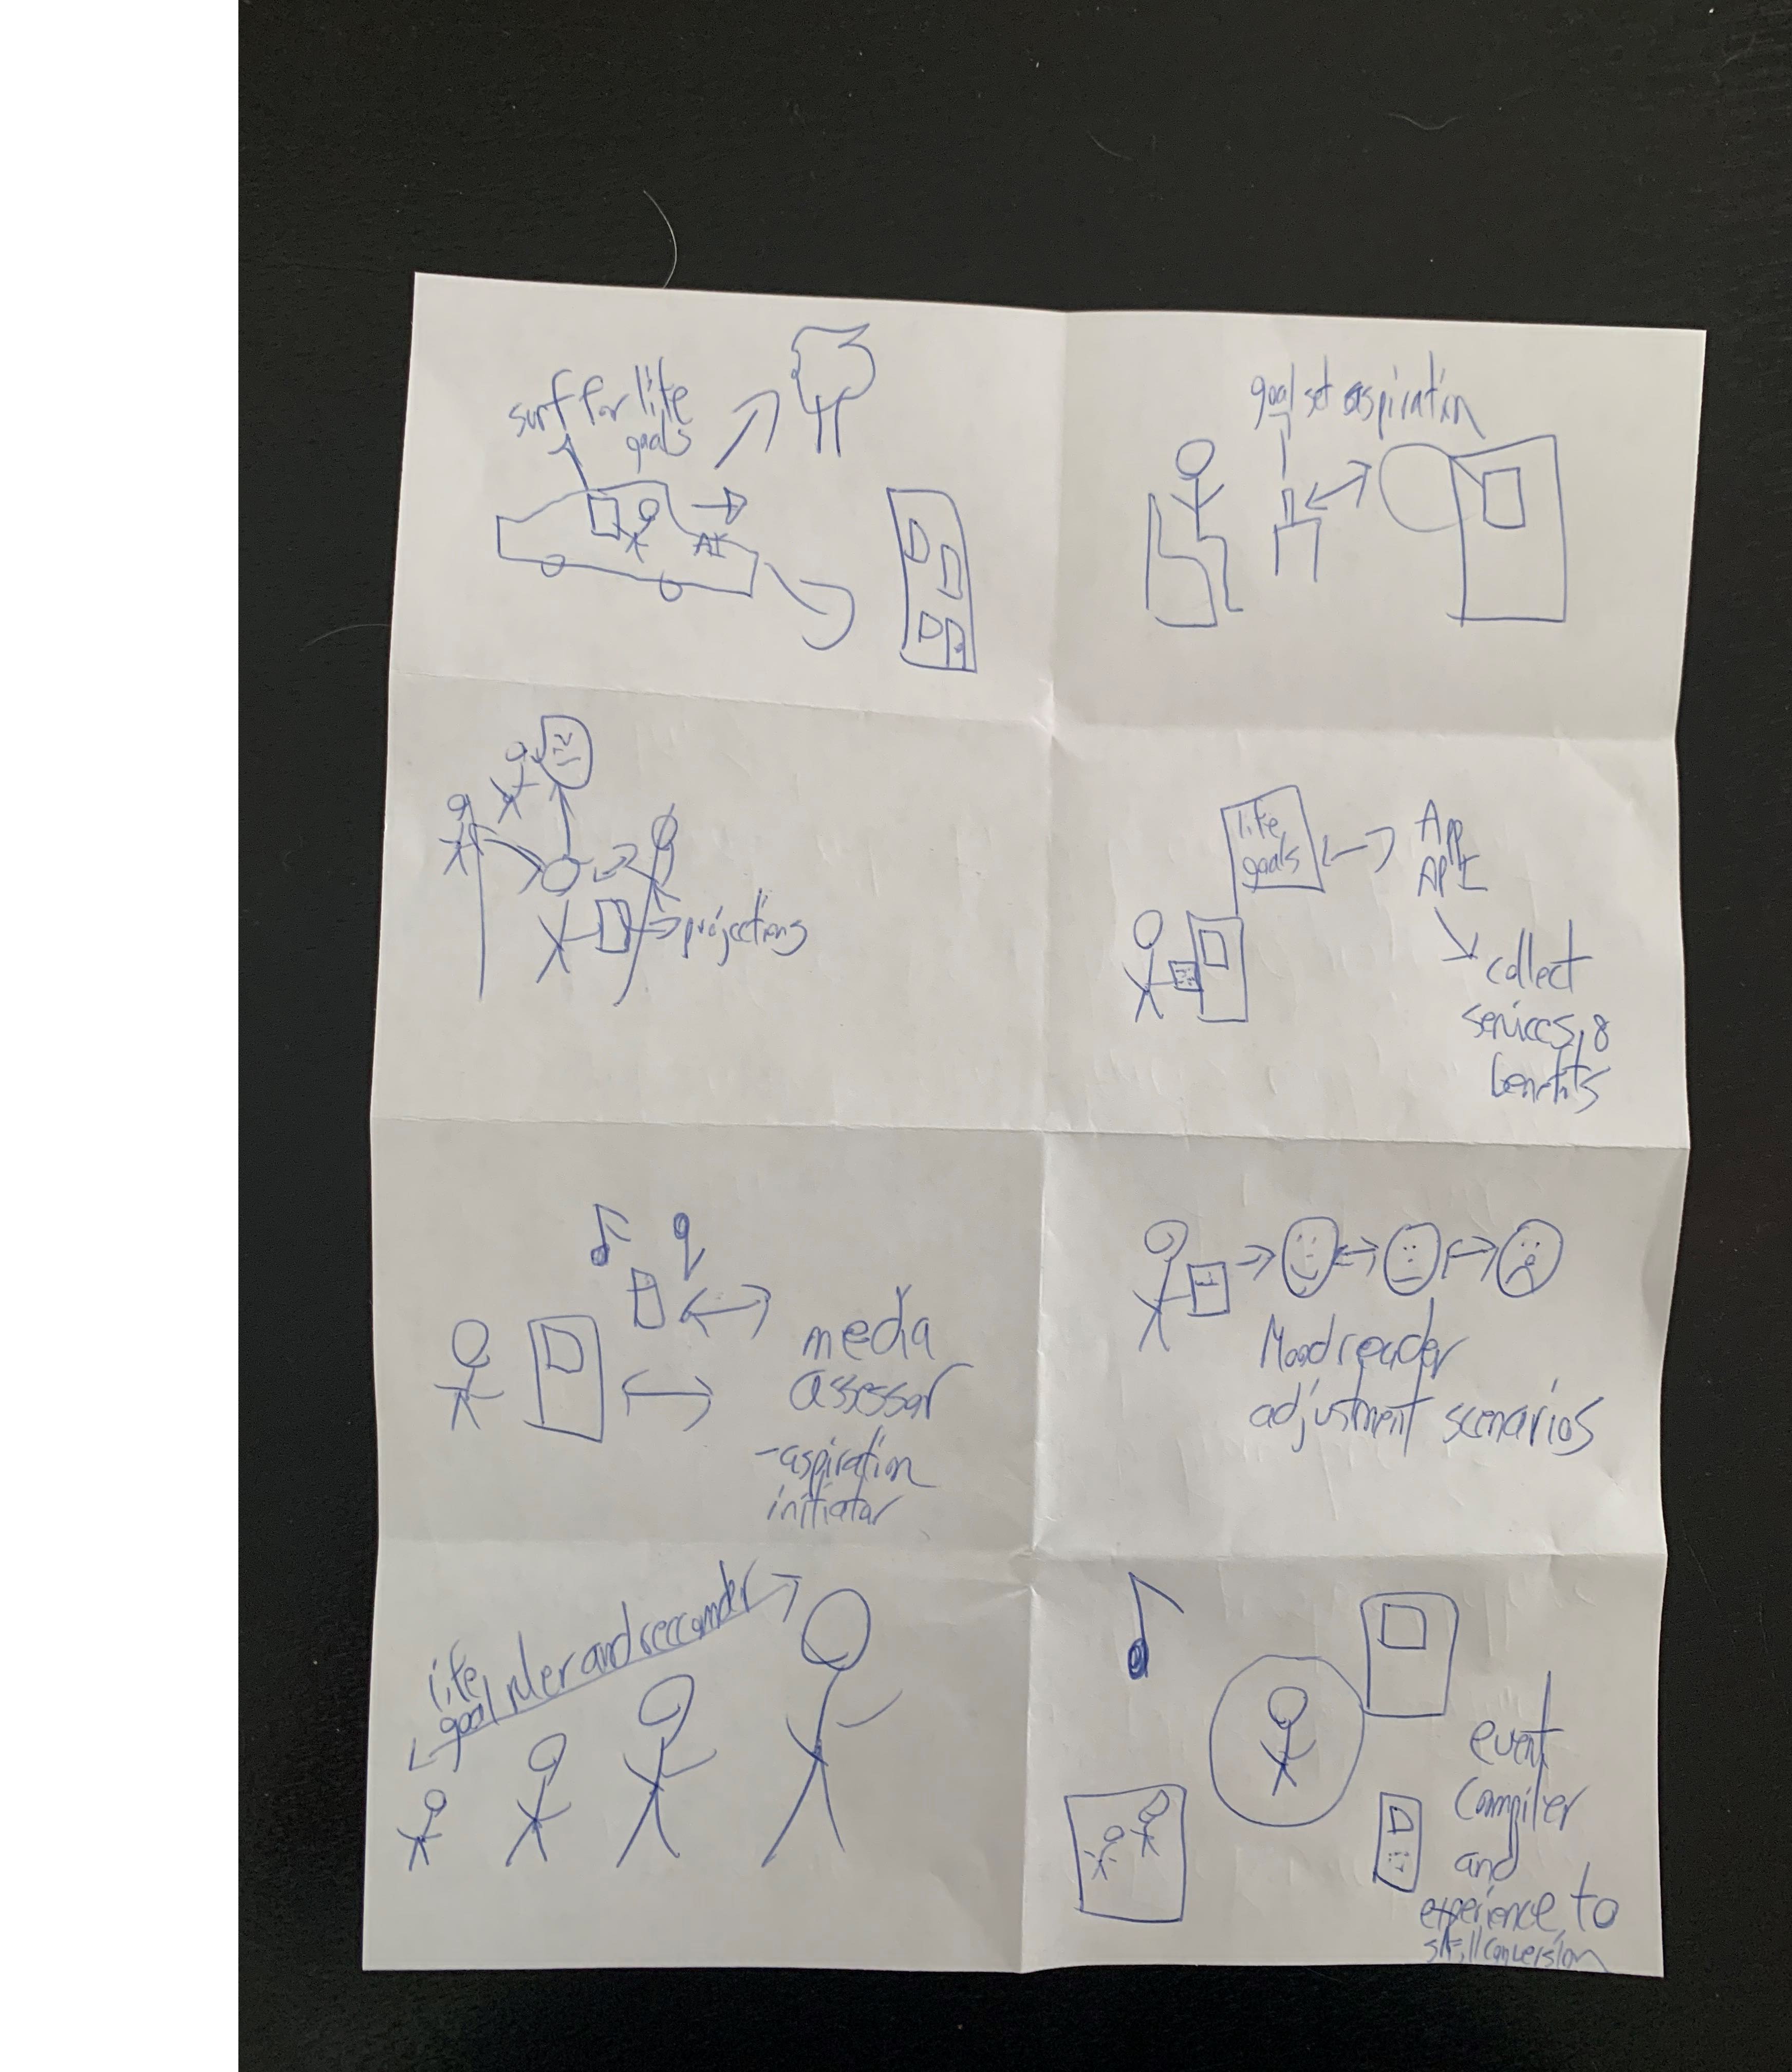 surf for life
goals
AI
goal set aspiration
projections
life
goals
App
API
collect
services, &
benefits
media
assessor
-aspiration
initiator
Mood reader
adjustment scenarios
life
goal ruler and
event
compiler
and
experience to
skill conversion